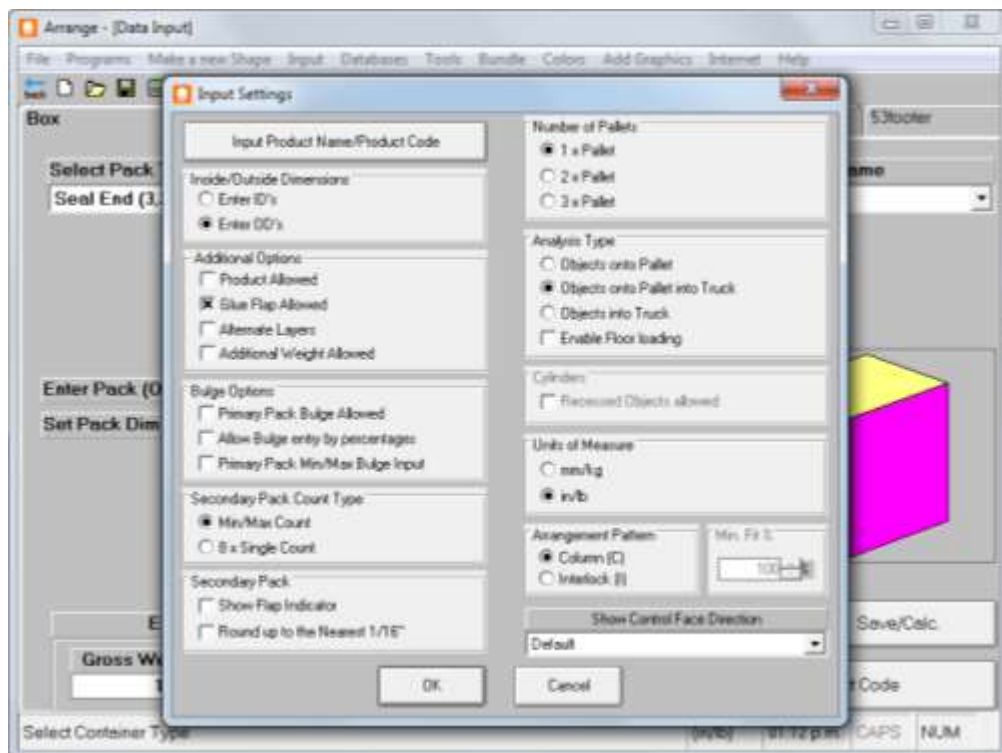 Arrange - [Data Input]
File Programs Make a new Shape Input Databases Tools Bundle Colors Add Graphics Internet Help
Box
53footer
Select Pack
Seal End (3,
ame
Enter Pack (O
Set Pack Dim
E
Gross We
Save/Calc.
t Code
Select Container Type
(in/lb) 01:12 p.m. CAPS NUM
Input Settings
Input Product Name/Product Code
Inside/Outside Dimensions
Enter ID's
Enter OD's
Additional Options
Product Allowed
Glue Flap Allowed
Alternate Layers
Additional Weight Allowed
Bulge Options
Primary Pack Bulge Allowed
Allow Bulge entry by percentages
Primary Pack Min/Max Bulge Input
Secondary Pack Count Type
Min/Max Count
8 x Single Count
Secondary Pack
Show Flap Indicator
Round up to the Nearest 1/16"
Number of Pallets
1 x Pallet
2 x Pallet
3 x Pallet
Analysis Type
Objects onto Pallet
Objects onto Pallet into Truck
Objects into Truck
Enable Floor loading
Cylinders
Recessed Objects allowed
Units of Measure
mm/kg
in/lb
Arrangement Pattern
Column (C)
Interlock (I)
Min. Fit %
100
Show Control Face Direction
Default
OK
Cancel